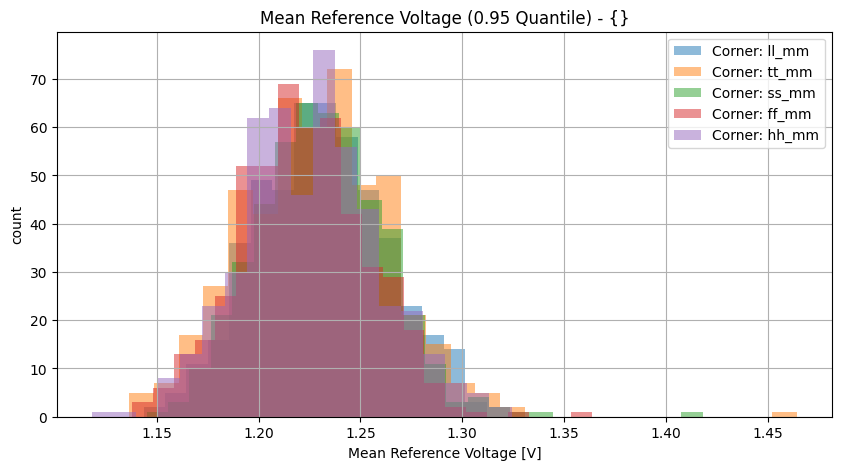 Mean Reference Voltage (0.95 Quantile) - {}
Corner: ll_mm
Corner: tt_mm
Corner: ss_mm
Corner: ff_mm
Corner: hh_mm
70
60
50
40
30
20
10
0
count
1.15 1.20 1.25 1.30 1.35 1.40 1.45
Mean Reference Voltage [V]